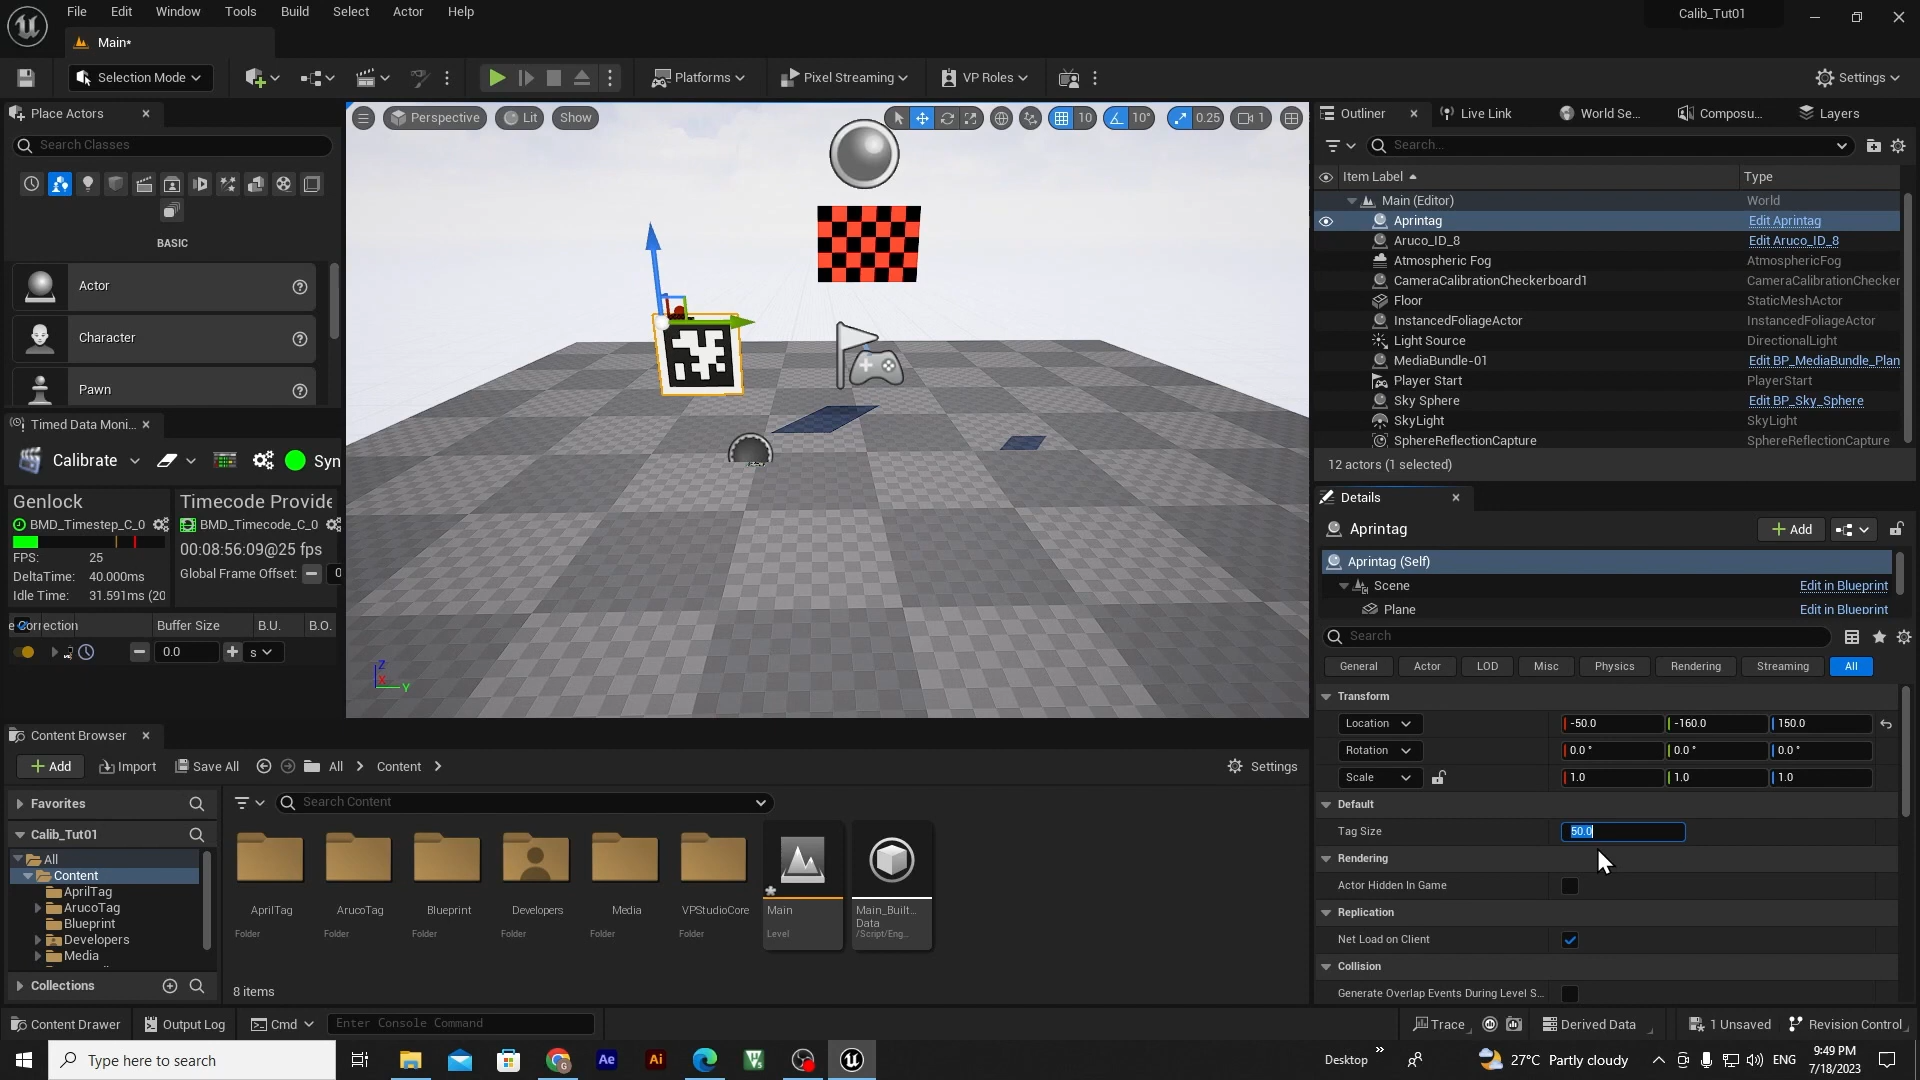 File Edit Window Tools Build Select Actor Help
Calib_Tut01
Main*
Selection Mode
Platforms
Pixel Streaming
VP Roles
Settings
Place Actors
Search Classes
BASIC
Actor
Character
Pawn
Timed Data Moni...
Calibrate
Syn
Genlock
Timecode Provide
BMD_Timestep_C_0
BMD_Timecode_C_0
FPS: 25
00:08:56:09@25 fps
DeltaTime: 40.000ms
Global Frame Offset: 0
Idle Time: 31.591ms (20
e Correction
Buffer Size
B.U.
B.O.
0.0
s
Perspective
Lit
Show
10
10°
0.25
1
Z
X
Y
Outliner
Live Link
World Se...
Composu...
Layers
Search...
Item Label
Type
Main (Editor) World
Aprintag Edit Aprintag
Aruco_ID_8 Edit Aruco_ID_8
Atmospheric Fog AtmosphericFog
CameraCalibrationCheckerboard1 CameraCalibrationChecker
Floor StaticMeshActor
InstancedFoliageActor InstancedFoliageActor
Light Source DirectionalLight
MediaBundle-01 Edit BP_MediaBundle_Plan
Player Start PlayerStart
Sky Sphere Edit BP_Sky_Sphere
SkyLight SkyLight
SphereReflectionCapture SphereReflectionCapture
12 actors (1 selected)
Details
Aprintag
Add
Aprintag (Self)
Scene Edit in Blueprint
Plane Edit in Blueprint
Search
General Actor LOD Misc Physics Rendering Streaming All
Transform
Location -50.0 -160.0 150.0
Rotation 0.0 ° 0.0 ° 0.0 °
Scale 1.0 1.0 1.0
Default
Tag Size 50.0
Rendering
Actor Hidden In Game
Replication
Net Load on Client
Collision
Generate Overlap Events During Level S...
Content Browser
Add
Import
Save All
All
Content
Settings
Favorites
Search Content
Calib_Tut01
All
Content
AprilTag
ArucoTag
Blueprint
Developers
Media
Collections
AprilTag
Folder
ArucoTag
Folder
Blueprint
Folder
Developers
Folder
Media
Folder
VPStudioCore
Folder
Main
Level
Main_Built...
Data
/Script/Eng...
8 items
Content Drawer
Output Log
Cmd
Enter Console Command
Trace
Derived Data
1 Unsaved
Revision Control
Type here to search
Ae
Ai
Desktop
27°C Partly cloudy
ENG
9:49 PM
7/18/2023